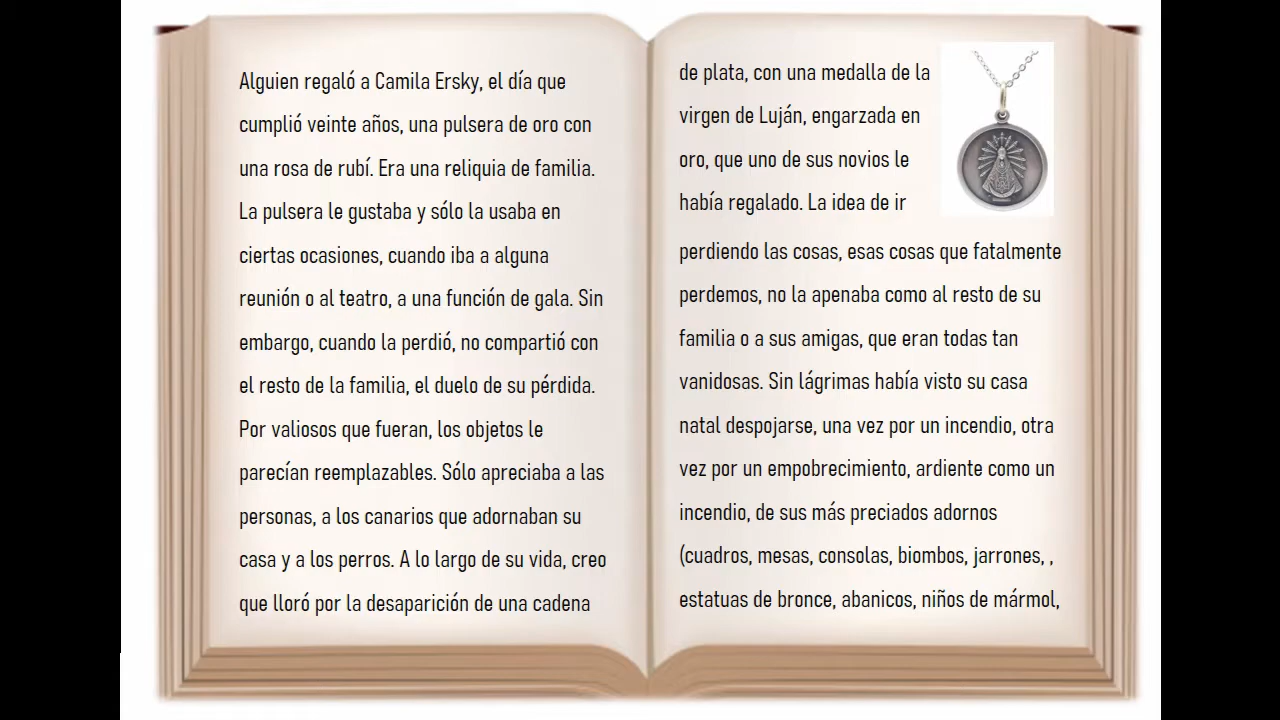 Alguien regaló a Camila Ersky, el día que
cumplió veinte años, una pulsera de oro con
una rosa de rubí. Era una reliquia de familia.
La pulsera le gustaba y sólo la usaba en
ciertas ocasiones, cuando iba a alguna
reunión o al teatro, a una función de gala. Sin
embargo, cuando la perdió, no compartió con
el resto de la familia, el duelo de su pérdida.
Por valiosos que fueran, los objetos le
parecían reemplazables. Sólo apreciaba a las
personas, a los canarios que adornaban su
casa y a los perros. A lo largo de su vida, creo
que lloró por la desaparición de una cadena
de plata, con una medalla de la
virgen de Luján, engarzada en
oro, que uno de sus novios le
había regalado. La idea de ir
perdiendo las cosas, esas cosas que fatalmente
perdemos, no la apenaba como al resto de su
familia o a sus amigas, que eran todas tan
vanidosas. Sin lágrimas había visto su casa
natal despojarse, una vez por un incendio, otra
vez por un empobrecimiento, ardiente como un
incendio, de sus más preciados adornos
(cuadros, mesas, consolas, biombos, jarrones, ,
estatuas de bronce, abanicos, niños de mármol,